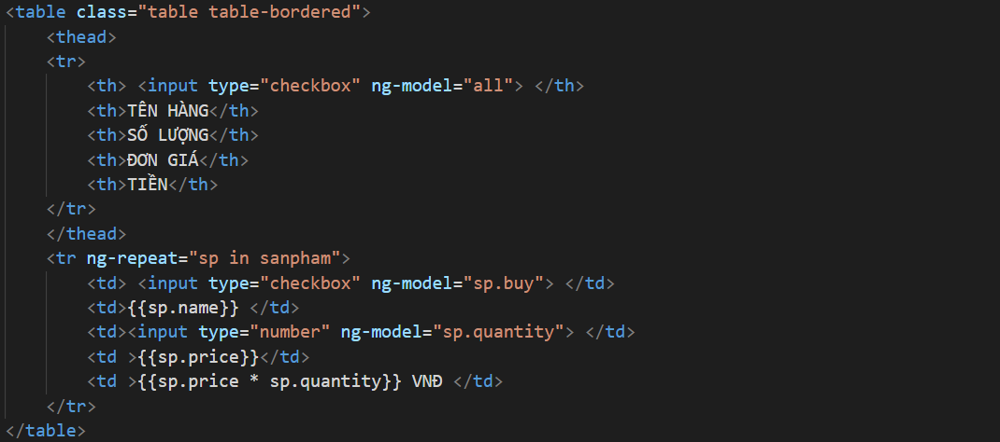 <table class="table table-bordered">
    <thead>
    <tr>
        <th> <input type="checkbox" ng-model="all"> </th>
        <th>TÊN HÀNG</th>
        <th>SỐ LƯỢNG</th>
        <th>ĐƠN GIÁ</th>
        <th>TIỀN</th>
    </tr>
    </thead>
    <tr ng-repeat="sp in sanpham">
        <td> <input type="checkbox" ng-model="sp.buy"> </td>
        <td>{{sp.name}} </td>
        <td><input type="number" ng-model="sp.quantity"> </td>
        <td >{{sp.price}}</td>
        <td >{{sp.price * sp.quantity}} VNĐ </td>
    </tr>
</table>